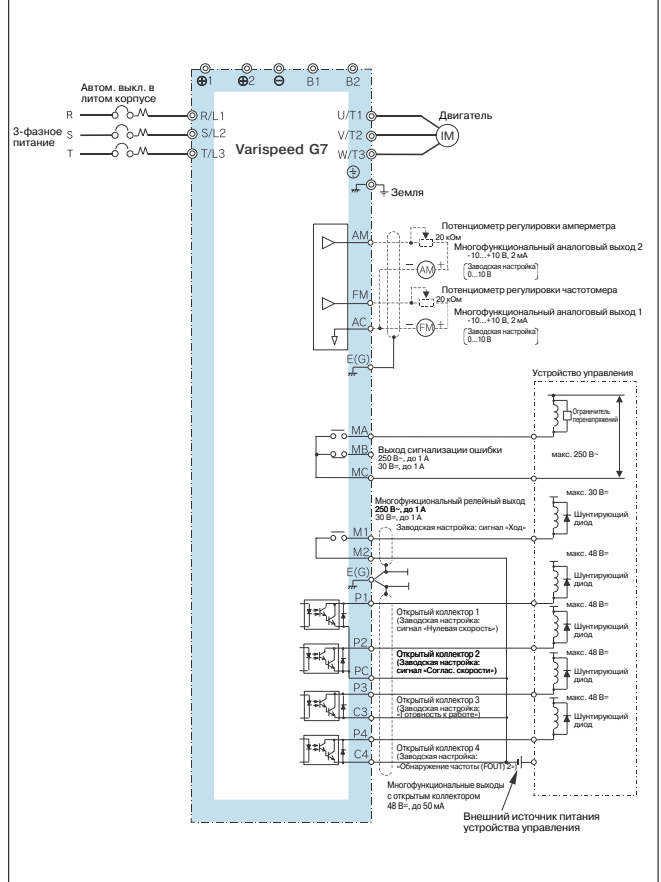 ⊕1 ⊕2 ⊖ B1 B2
Автом. выкл. в
литом корпусе
3-фазное
питание
R
S
T
R/L1
S/L2
T/L3
Varispeed G7
U/T1
V/T2
W/T3
Двигатель
IM
Земля
Потенциометр регулировки амперметра
20 кОм
AM
Многофункциональный аналоговый выход 2
-10...+10 В, 2 мА
Заводская настройка
0...10 В
− AM +
Потенциометр регулировки частотомера
20 кОм
FM
Многофункциональный аналоговый выход 1
-10...+10 В, 2 мА
Заводская настройка
0...10 В
− FM +
AC
E(G)
Устройство управления
Ограничитель
перенапряжений
макс. 250 В~
MA
MB
MC
Выход сигнализации ошибки
250 В~, до 1 А
30 В=, до 1 А
Многофункциональный релейный выход
250 В~, до 1 А
30 В=, до 1 А
Заводская настройка: сигнал «Ход»
макс. 30 В=
Шунтирующий
диод
M1
M2
E(G)
макс. 48 В=
Шунтирующий
диод
P1
Открытый коллектор 1
(Заводская настройка:
сигнал «Нулевая скорость»)
макс. 48 В=
Шунтирующий
диод
P2
Открытый коллектор 2
(Заводская настройка:
сигнал «Соглас. скорости»)
PC
макс. 48 В=
Шунтирующий
диод
P3
Открытый коллектор 3
(Заводская настройка:
«Готовность к работе»)
C3
макс. 48 В=
Шунтирующий
диод
P4
Открытый коллектор 4
(Заводская настройка:
«Обнаружение частоты (FOUT) 2»)
C4
Многофункциональные выходы
с открытым коллектором
48 В=, до 50 мА
Внешний источник питания
устройства управления